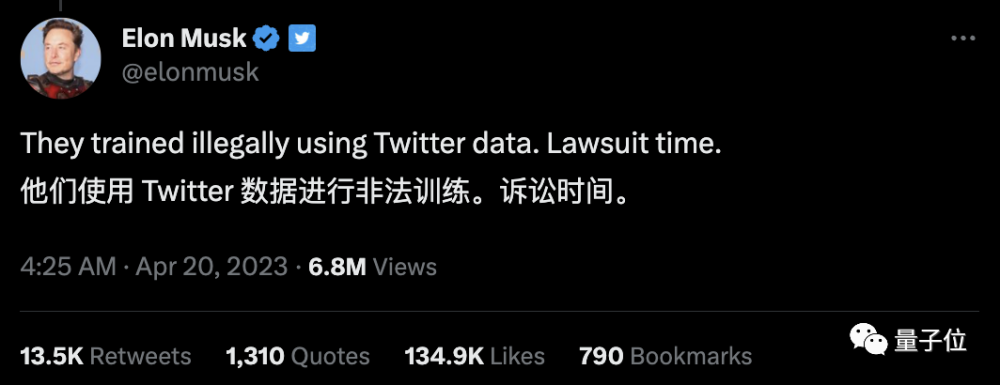 Elon Musk
@elonmusk
They trained illegally using Twitter data. Lawsuit time.
他们使用 Twitter 数据进行非法训练。诉讼时间。
4:25 AM · Apr 20, 2023 · 6.8M Views
13.5K Retweets 1,310 Quotes 134.9K Likes 790 Bookmarks
量子位